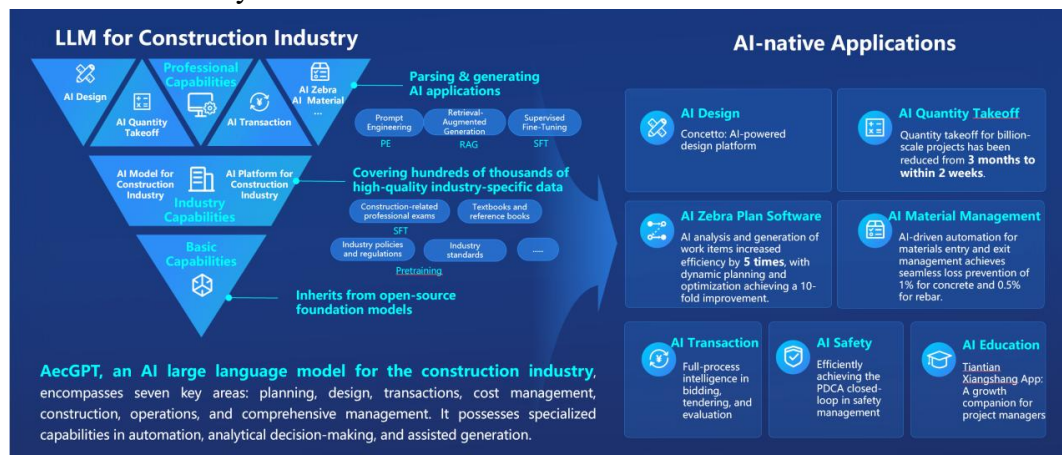 LLM for Construction Industry
AI Design
Professional
Capabilities
AI Quantity
Takeoff
AI Transaction
AI Zebra
AI Material
...
Parsing & generating
AI applications
Prompt
Engineering
PE
Retrieval-
Augmented
Generation
RAG
Supervised
Fine-Tuning
SFT
AI Model for
Construction
Industry
AI Platform for
Construction
Industry
Industry
Capabilities
Covering hundreds of thousands of
high-quality industry-specific data
Construction-related
professional exams
Textbooks and
reference books
SFT
Industry policies
and regulations
Industry
standards
.....
Pretraining
Basic
Capabilities
Inherits from open-source
foundation models
AecGPT, an AI large language model for the construction industry,
encompasses seven key areas: planning, design, transactions, cost management,
construction, operations, and comprehensive management. It possesses specialized
capabilities in automation, analytical decision-making, and assisted generation.
AI-native Applications
AI Design
Concetto: AI-powered
design platform
AI Quantity Takeoff
Quantity takeoff for billion-
scale projects has been
reduced from 3 months to
within 2 weeks.
AI Zebra Plan Software
AI analysis and generation of
work items increased
efficiency by 5 times, with
dynamic planning and
optimization achieving a 10-
fold improvement.
AI Material Management
AI-driven automation for
materials entry and exit
management achieves
seamless loss prevention of
1% for concrete and 0.5%
for rebar.
AI Transaction
Full-process
intelligence in
bidding,
tendering, and
evaluation
AI Safety
Efficiently
achieving the
PDCA closed-
loop in safety
management
AI Education
Tiantian
Xiangshang App:
A growth
companion for
project managers